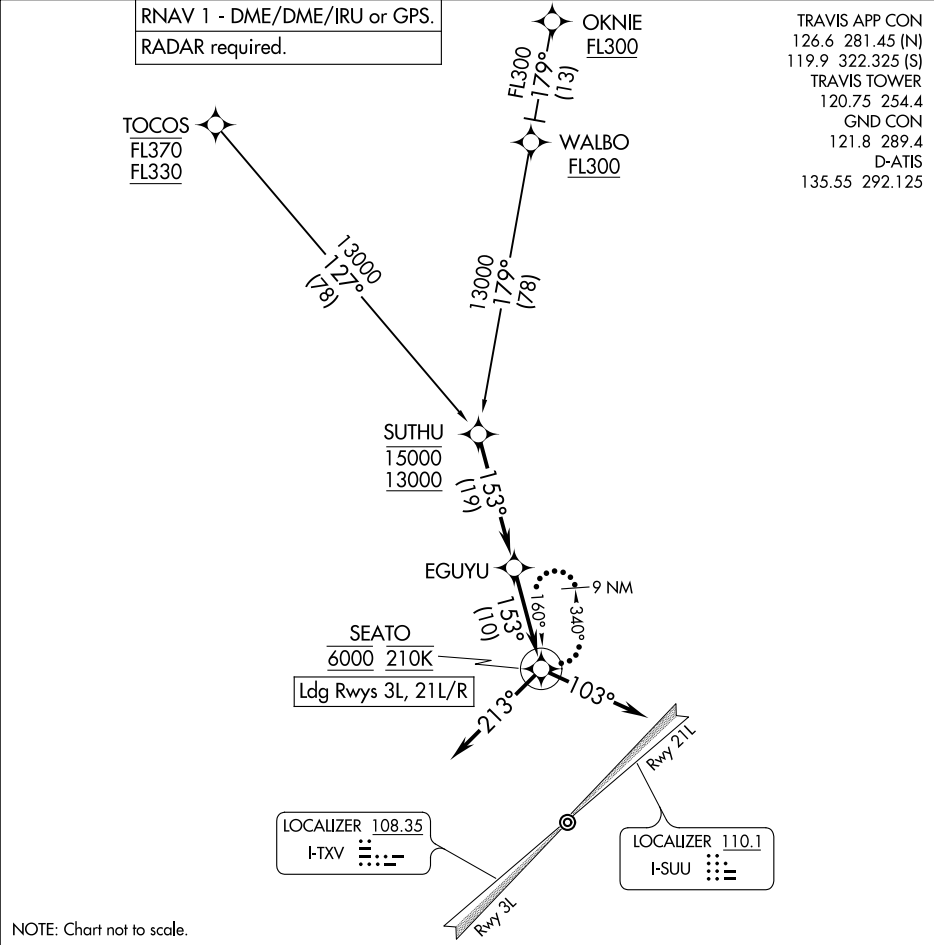 RNAV 1 - DME/DME/IRU or GPS.
RADAR required.
TRAVIS APP CON
126.6 281.45 (N)
119.9 322.325 (S)
TRAVIS TOWER
120.75 254.4
GND CON
121.8 289.4
D-ATIS
135.55 292.125
OKNIE
FL300
FL300
179°
(13)
WALBO
FL300
TOCOS
FL370
FL330
13000
127°
(78)
13000
179°
(78)
SUTHU
15000
13000
153°
(19)
EGUYU
153°
(10)
160°
340°
9 NM
SEATO
6000 210K
Ldg Rwys 3L, 21L/R
213°
103°
Rwy 21L
LOCALIZER 108.35
I-TXV
LOCALIZER 110.1
I-SUU
Rwy 3L
NOTE: Chart not to scale.